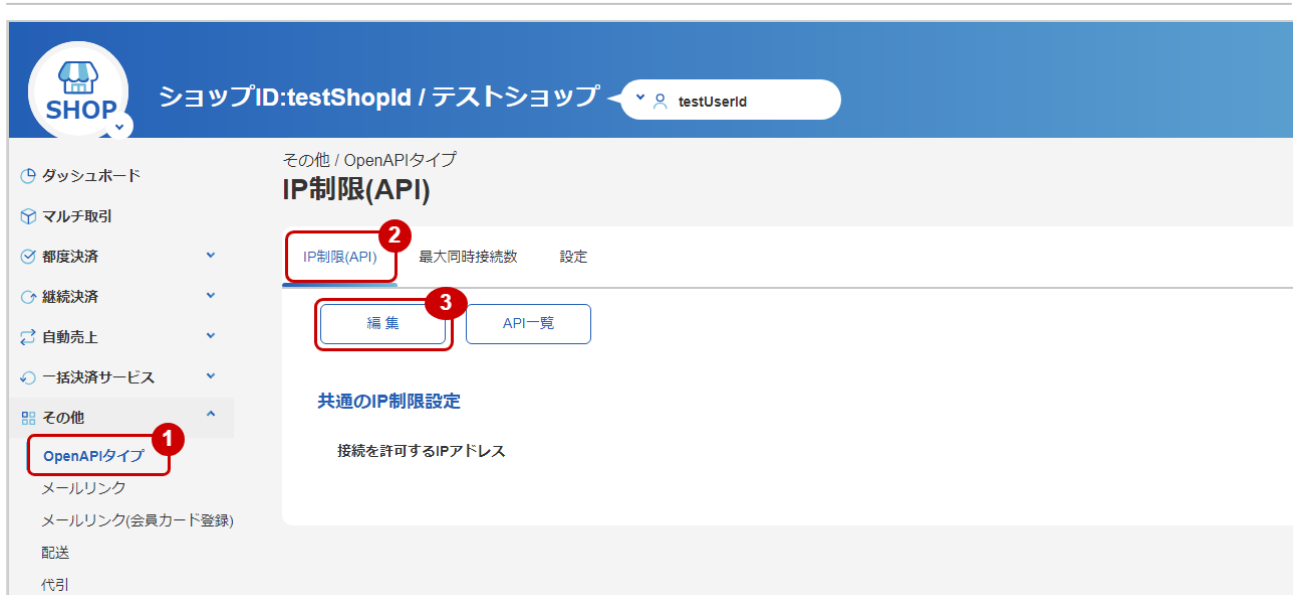 SHOP
ショップID:testShopId / テストショップ
testUserId
ダッシュボード
マルチ取引
都度決済
継続決済
自動売上
一括決済サービス
その他
1
OpenAPIタイプ
メールリンク
メールリンク(会員カード登録)
配送
代引
その他 / OpenAPIタイプ
IP制限(API)
2
IP制限(API) 最大同時接続数 設定
3
編 集 API一覧
共通のIP制限設定
接続を許可するIPアドレス